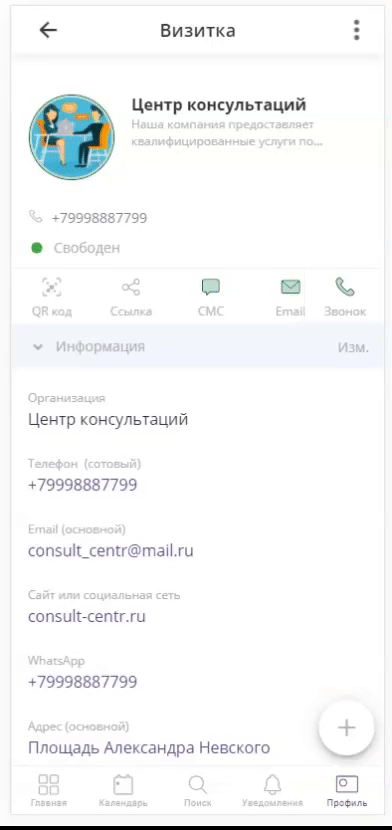 Визитка
Центр консультаций
Наша компания предоставляет
квалифицированные услуги по...
+79998887799
Свободен
QR код Ссылка СМС Email Звонок
Информация Изм.
Организация
Центр консультаций
Телефон (сотовый)
+79998887799
Email (основной)
consult_centr@mail.ru
Сайт или социальная сеть
consult-centr.ru
WhatsApp
+79998887799
Адрес (основной)
Площадь Александра Невского
Главная Календарь Поиск Уведомления Профиль